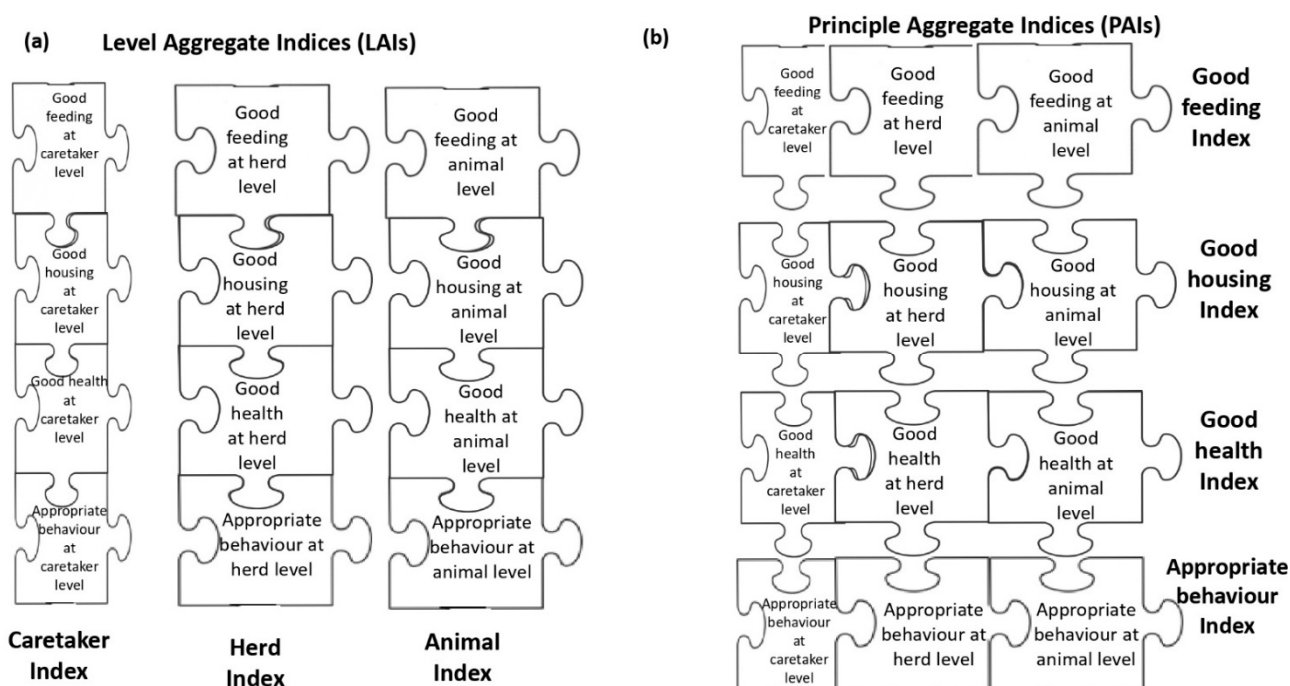 (a)
Level Aggregate Indices (LAIs)
Good
feeding
at
caretaker
level
Good
housing
at
caretaker
level
Good health
at
caretaker
level
Appropriate
behaviour
at
caretaker
level
Caretaker
Index
Good
feeding
at herd
level
Good
housing
at herd
level
Good
health
at herd
level
Appropriate
behaviour at
herd level
Herd
Index
Good
feeding at
animal
level
Good
housing at
animal
level
Good
health at
animal
level
Appropriate
behaviour at
animal level
Animal
Index
(b)
Principle Aggregate Indices (PAIs)
Good
feeding
at
caretaker
level
Good
feeding
at herd
level
Good
feeding at
animal
level
Good
feeding
Index
Good
housing
at
caretaker
level
Good
housing
at herd
level
Good
housing at
animal
level
Good
housing
Index
Good
health
at
caretaker
level
Good
health
at herd
level
Good
health at
animal
level
Good
health
Index
Appropriate
behaviour
at
caretaker
level
Appropriate
behaviour at
herd level
Appropriate
behaviour at
animal level
Appropriate
behaviour
Index